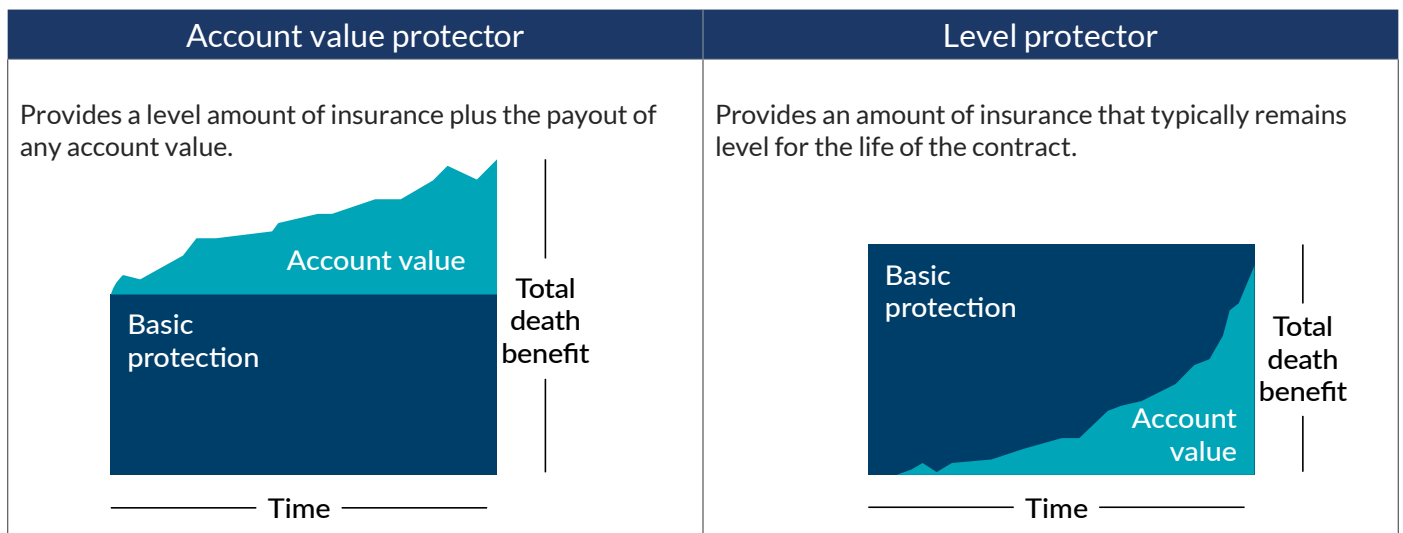 Account value protector
Provides a level amount of insurance plus the payout of
any account value.
Account value
Basic
protection
Total
death
benefit
Time
Level protector
Provides an amount of insurance that typically remains
level for the life of the contract.
Basic
protection
Account
value
Total
death
benefit
Time